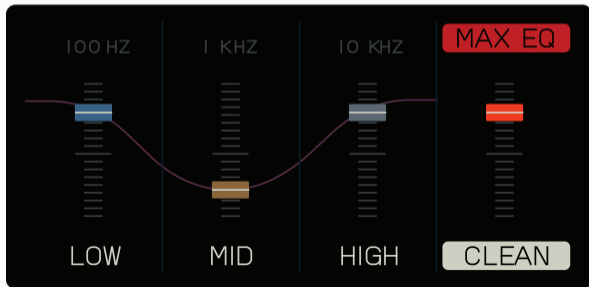 100 HZ
1 KHZ
10 KHZ
MAX EQ
LOW
MID
HIGH
CLEAN